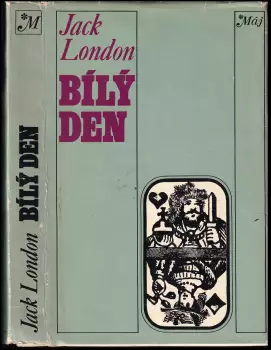 *M
BÍLÝ DEN
Jack London
Jack
London
BÍLÝ
DEN
*Máj